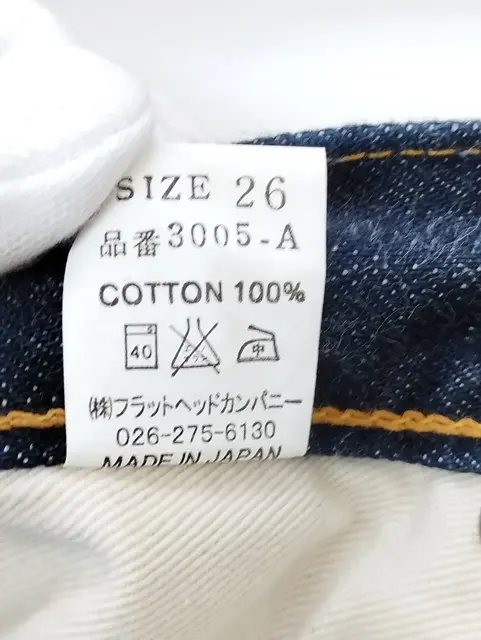 SIZE 26
品番3005-A
COTTON 100%
40 中
(株)フラットヘッドカンパニー
026-275-6130
MADE IN JAPAN